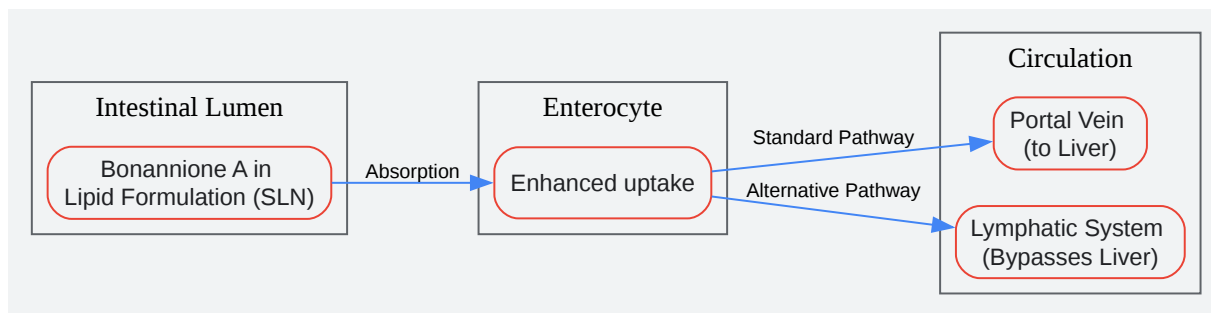 Intestinal Lumen
Bonannione A in
Lipid Formulation (SLN)
Absorption
Enterocyte
Enhanced uptake
Standard Pathway
Alternative Pathway
Circulation
Portal Vein
(to Liver)
Lymphatic System
(Bypasses Liver)